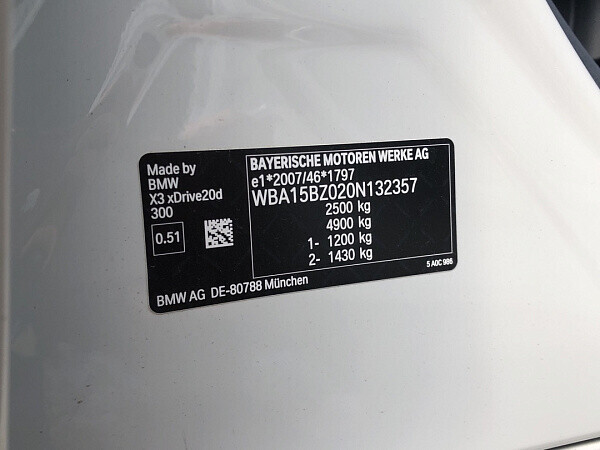 Made by
BMW
X3 xDrive20d
300
0.51
BAYERISCHE MOTOREN WERKE AG
e1*2007/46*1797
WBA15BZ020N132357
2500 kg
4900 kg
1- 1200 kg
2- 1430 kg
5 A0C 986
BMW AG DE-80788 München